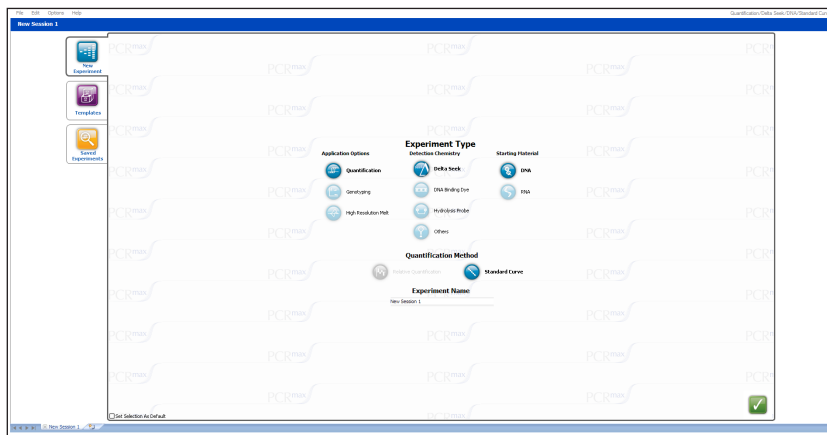 File Edit Options Help
Quantification/Delta Seek/DNA/Standard Cur
New Session 1
New Experiment
Templates
Saved Experiments
Experiment Type
Application Options Detection Chemistry Starting Material
Quantification Delta Seek DNA
Genotyping DNA Binding Dye RNA
High Resolution Melt Hydrolysis Probe
Others
Quantification Method
Relative Quantification Standard Curve
Experiment Name
New Session 1
Set Selection As Default
New Session 1
PCRmax